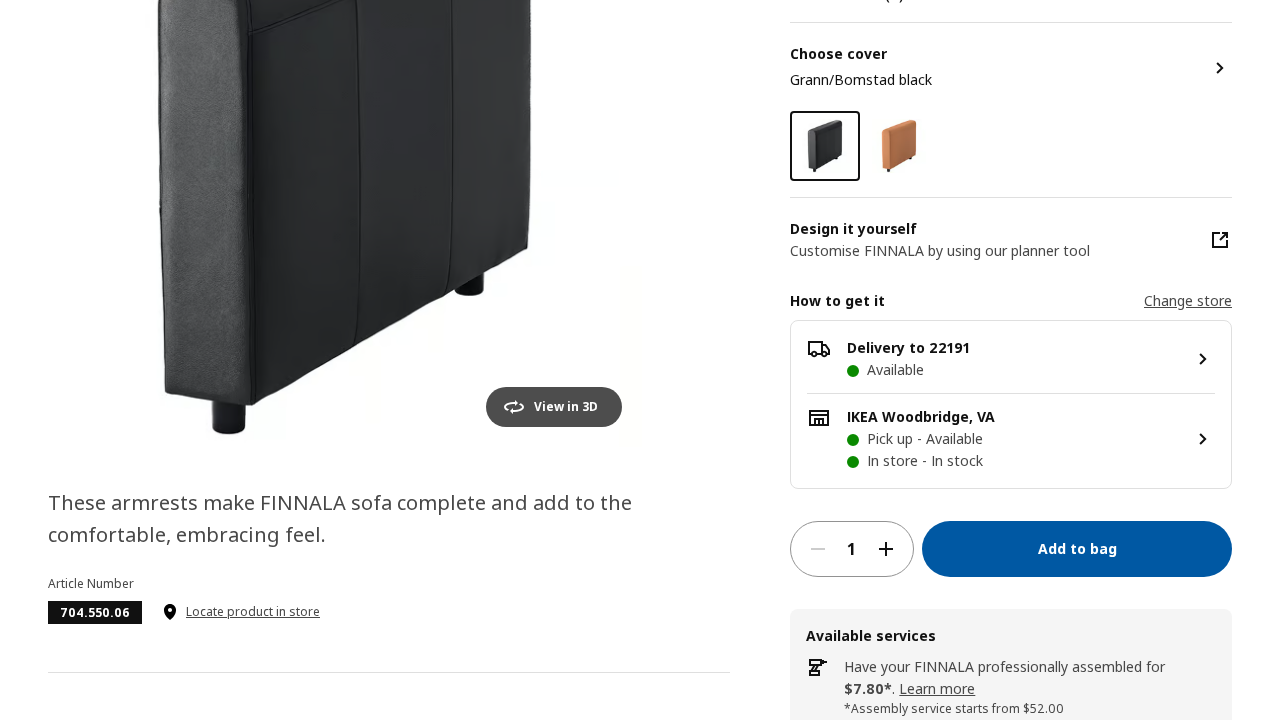 Choose cover
Grann/Bomstad black
Design it yourself
Customise FINNALA by using our planner tool
How to get it
Change store
Delivery to 22191
Available
IKEA Woodbridge, VA
Pick up - Available
In store - In stock
1
Add to bag
View in 3D
These armrests make FINNALA sofa complete and add to the
comfortable, embracing feel.
Article Number
704.550.06
Locate product in store
Available services
Have your FINNALA professionally assembled for
$7.80*. Learn more
*Assembly service starts from $52.00